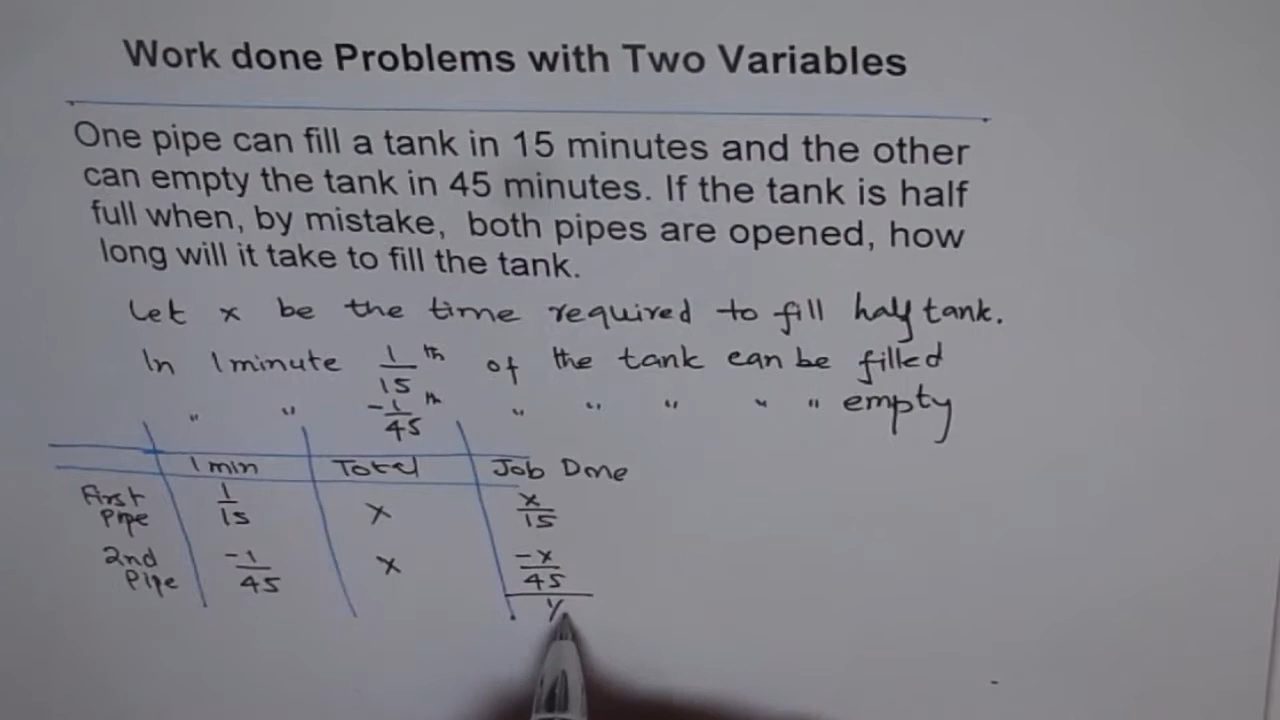 Work done Problems with Two Variables
One pipe can fill a tank in 15 minutes and the other
can empty the tank in 45 minutes. If the tank is half
full when, by mistake, both pipes are opened, how
long will it take to fill the tank.
Let x be the time required to fill half tank.
In 1 minute 1/15 th of the tank can be filled
" " -1/45 th " " " " " empty
1 min Total Job Done
First Pipe 1/15 x x/15
2nd Pipe -1/45 x -x/45